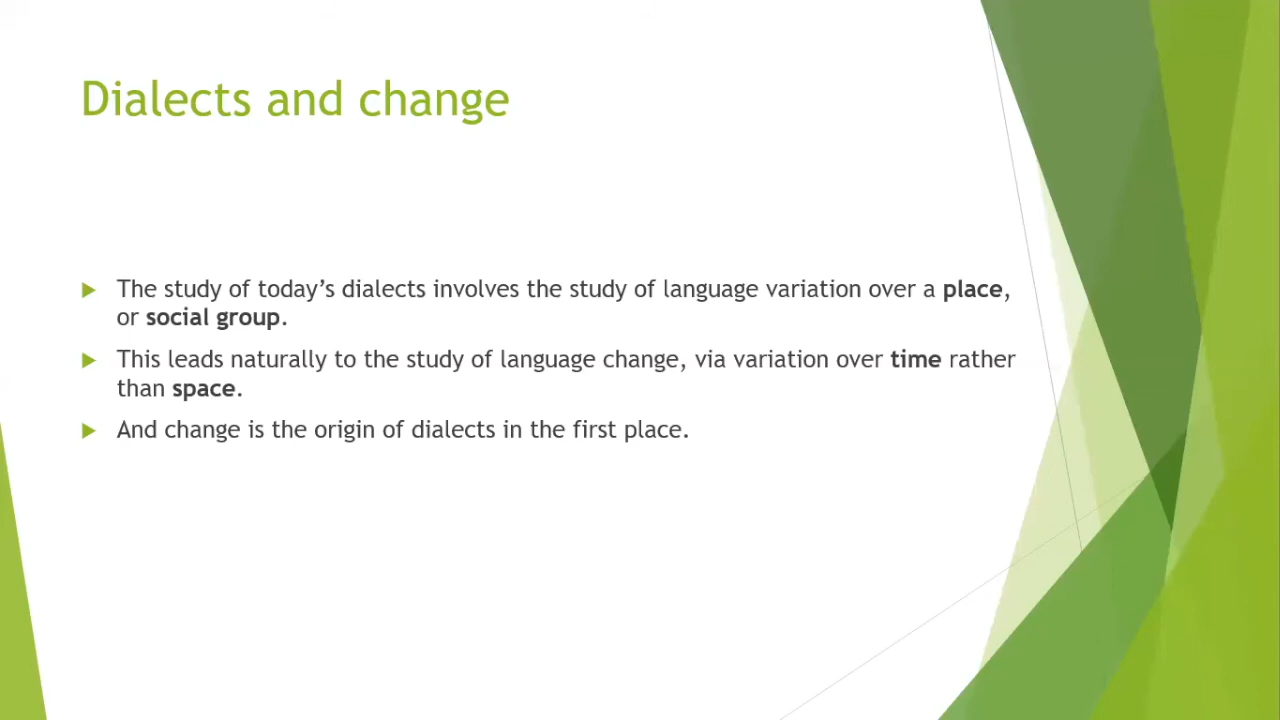 Dialects and change
The study of today’s dialects involves the study of language variation over a place,
or social group.
This leads naturally to the study of language change, via variation over time rather
than space.
And change is the origin of dialects in the first place.